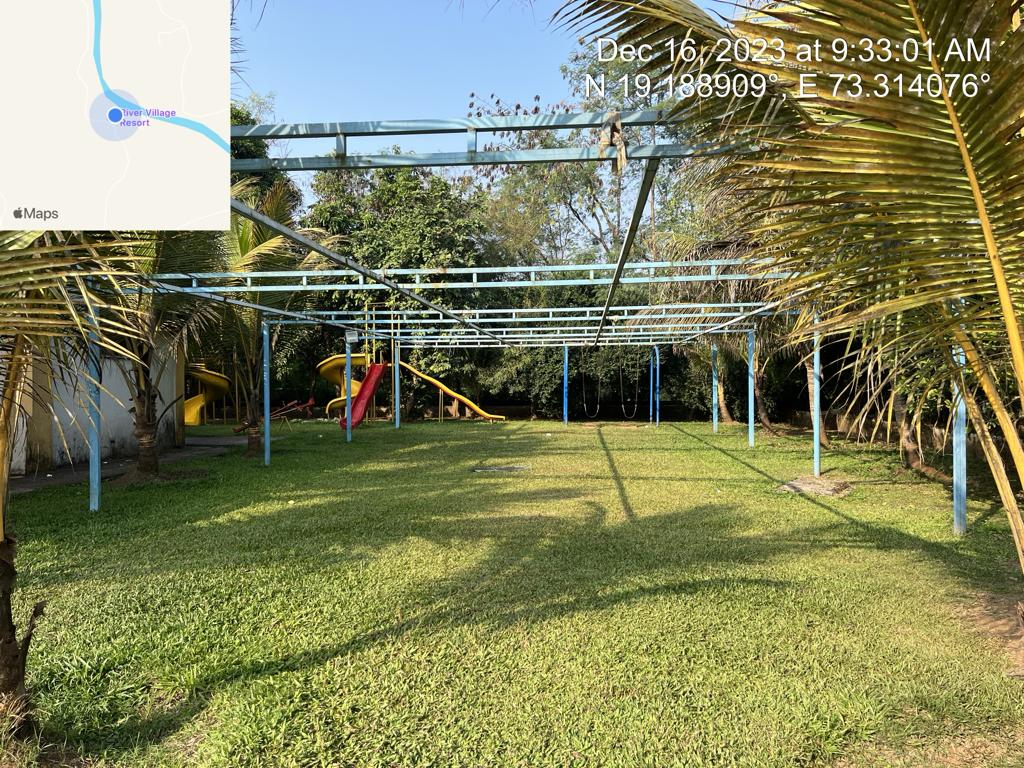 Dec 16, 2023 at 9:33:01 AM
N 19.188909°, E 73.314076°
River Village
Resort
Maps